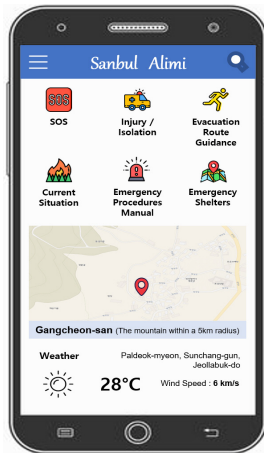 Sanbul Alimi
SOS
SOS
Injury /
Isolation
Evacuation
Route
Guidance
Current
Situation
Emergency
Procedures
Manual
Emergency
Shelters
Gangcheon-san (The mountain within a 5km radius)
Weather
Paldeok-myeon, Sunchang-gun,
Jeollabuk-do
28°C
Wind Speed : 6 km/s